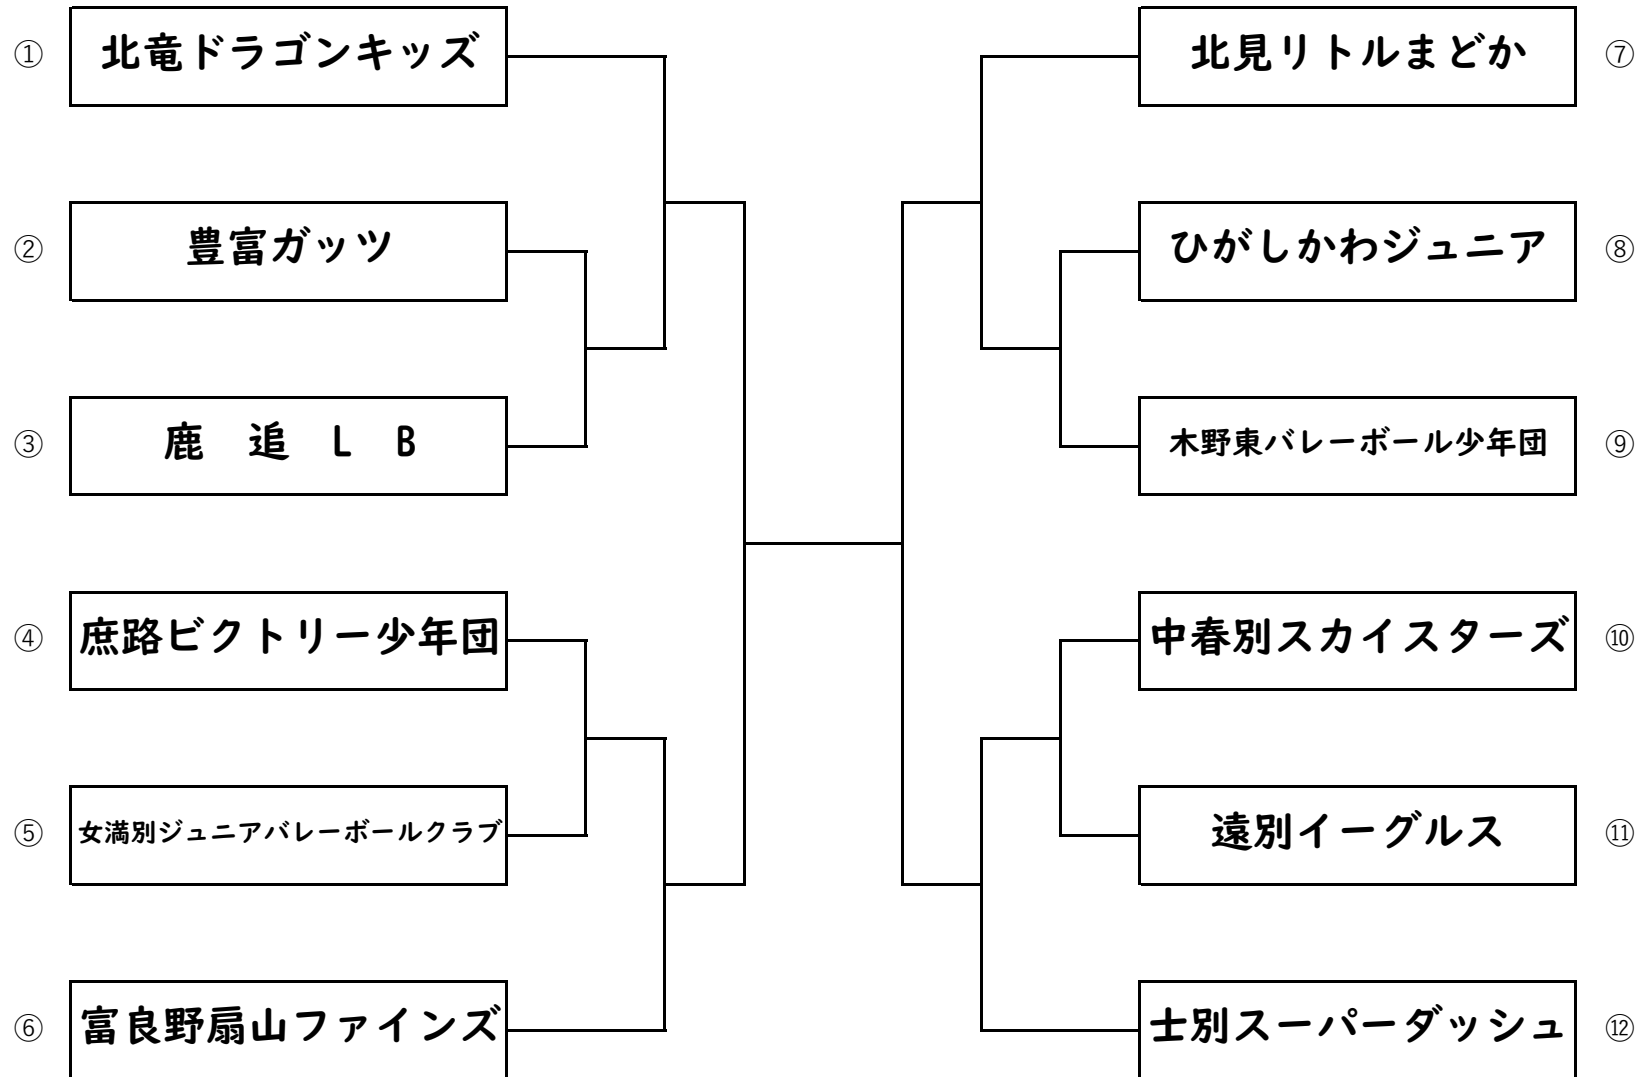 ① 北竜ドラゴンキッズ
② 豊富ガッツ
③ 鹿　追　L　B
④ 庶路ビクトリー少年団
⑤ 女満別ジュニアバレーボールクラブ
⑥ 富良野扇山ファインズ
北見リトルまどか ⑦
ひがしかわジュニア ⑧
木野東バレーボール少年団 ⑨
中春別スカイスターズ ⑩
遠別イーグルス ⑪
士別スーパーダッシュ ⑫